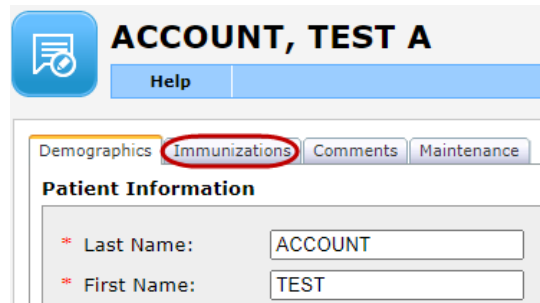 ACCOUNT, TEST A
Help
Demographics Immunizations Comments Maintenance
Patient Information
* Last Name: ACCOUNT
* First Name: TEST